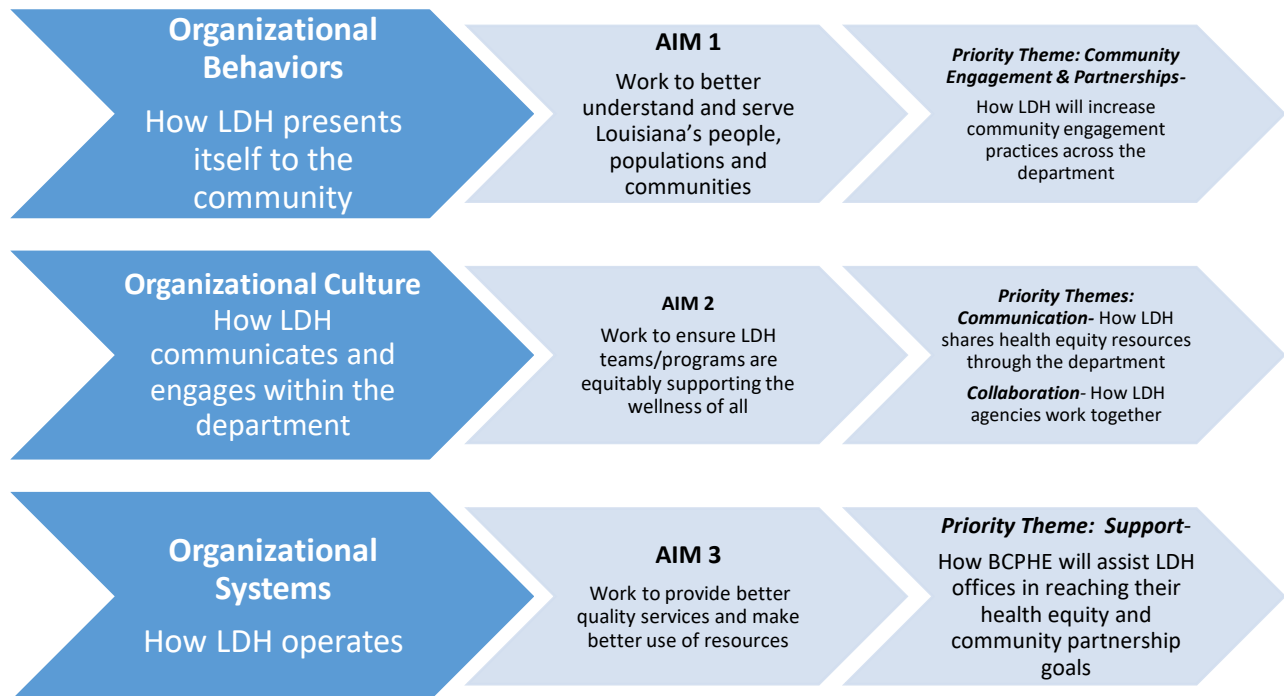 Organizational
Behaviors
How LDH presents
itself to the
community
AIM 1
Work to better
understand and serve
Louisiana’s people,
populations and
communities
Priority Theme: Community
Engagement & Partnerships-
How LDH will increase
community engagement
practices across the
department
Organizational Culture
How LDH
communicates and
engages within the
department
AIM 2
Work to ensure LDH
teams/programs are
equitably supporting the
wellness of all
Priority Themes:
Communication- How LDH
shares health equity resources
through the department
Collaboration- How LDH
agencies work together
Organizational
Systems
How LDH operates
AIM 3
Work to provide better
quality services and make
better use of resources
Priority Theme: Support-
How BCPHE will assist LDH
offices in reaching their
health equity and
community partnership
goals